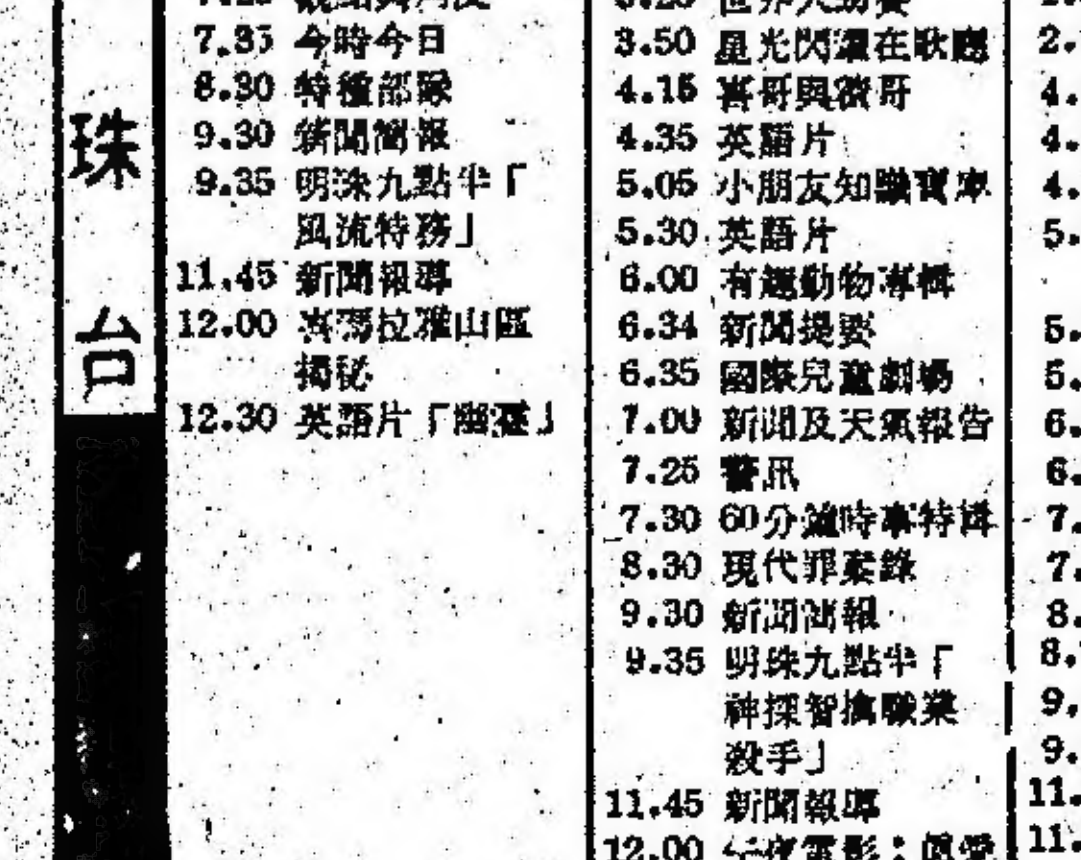 珠台
7.35 今時今日
8.30 特種部隊
9.30 新聞簡報
9.35 明珠九點半「
風流特務」
11.45 新聞報導
12.00 喜瑪拉雅山區
揭秘
12.30 英語片「幽靈」
3.50 星光閃耀在歌廳
4.15
4.35 英語片
5.05 小朋友知識寶庫
5.30 英語片
6.00 有趣動物專輯
6.34 新聞提要
6.35 國際兒童劇場
7.00 新聞及天氣報告
7.25 警訊
7.30 60分鐘時事特輯
8.30 現代罪案錄
9.30 新聞簡報
9.35 明珠九點半「
神探智擒職業
殺手」
11.45 新聞報導
12.00